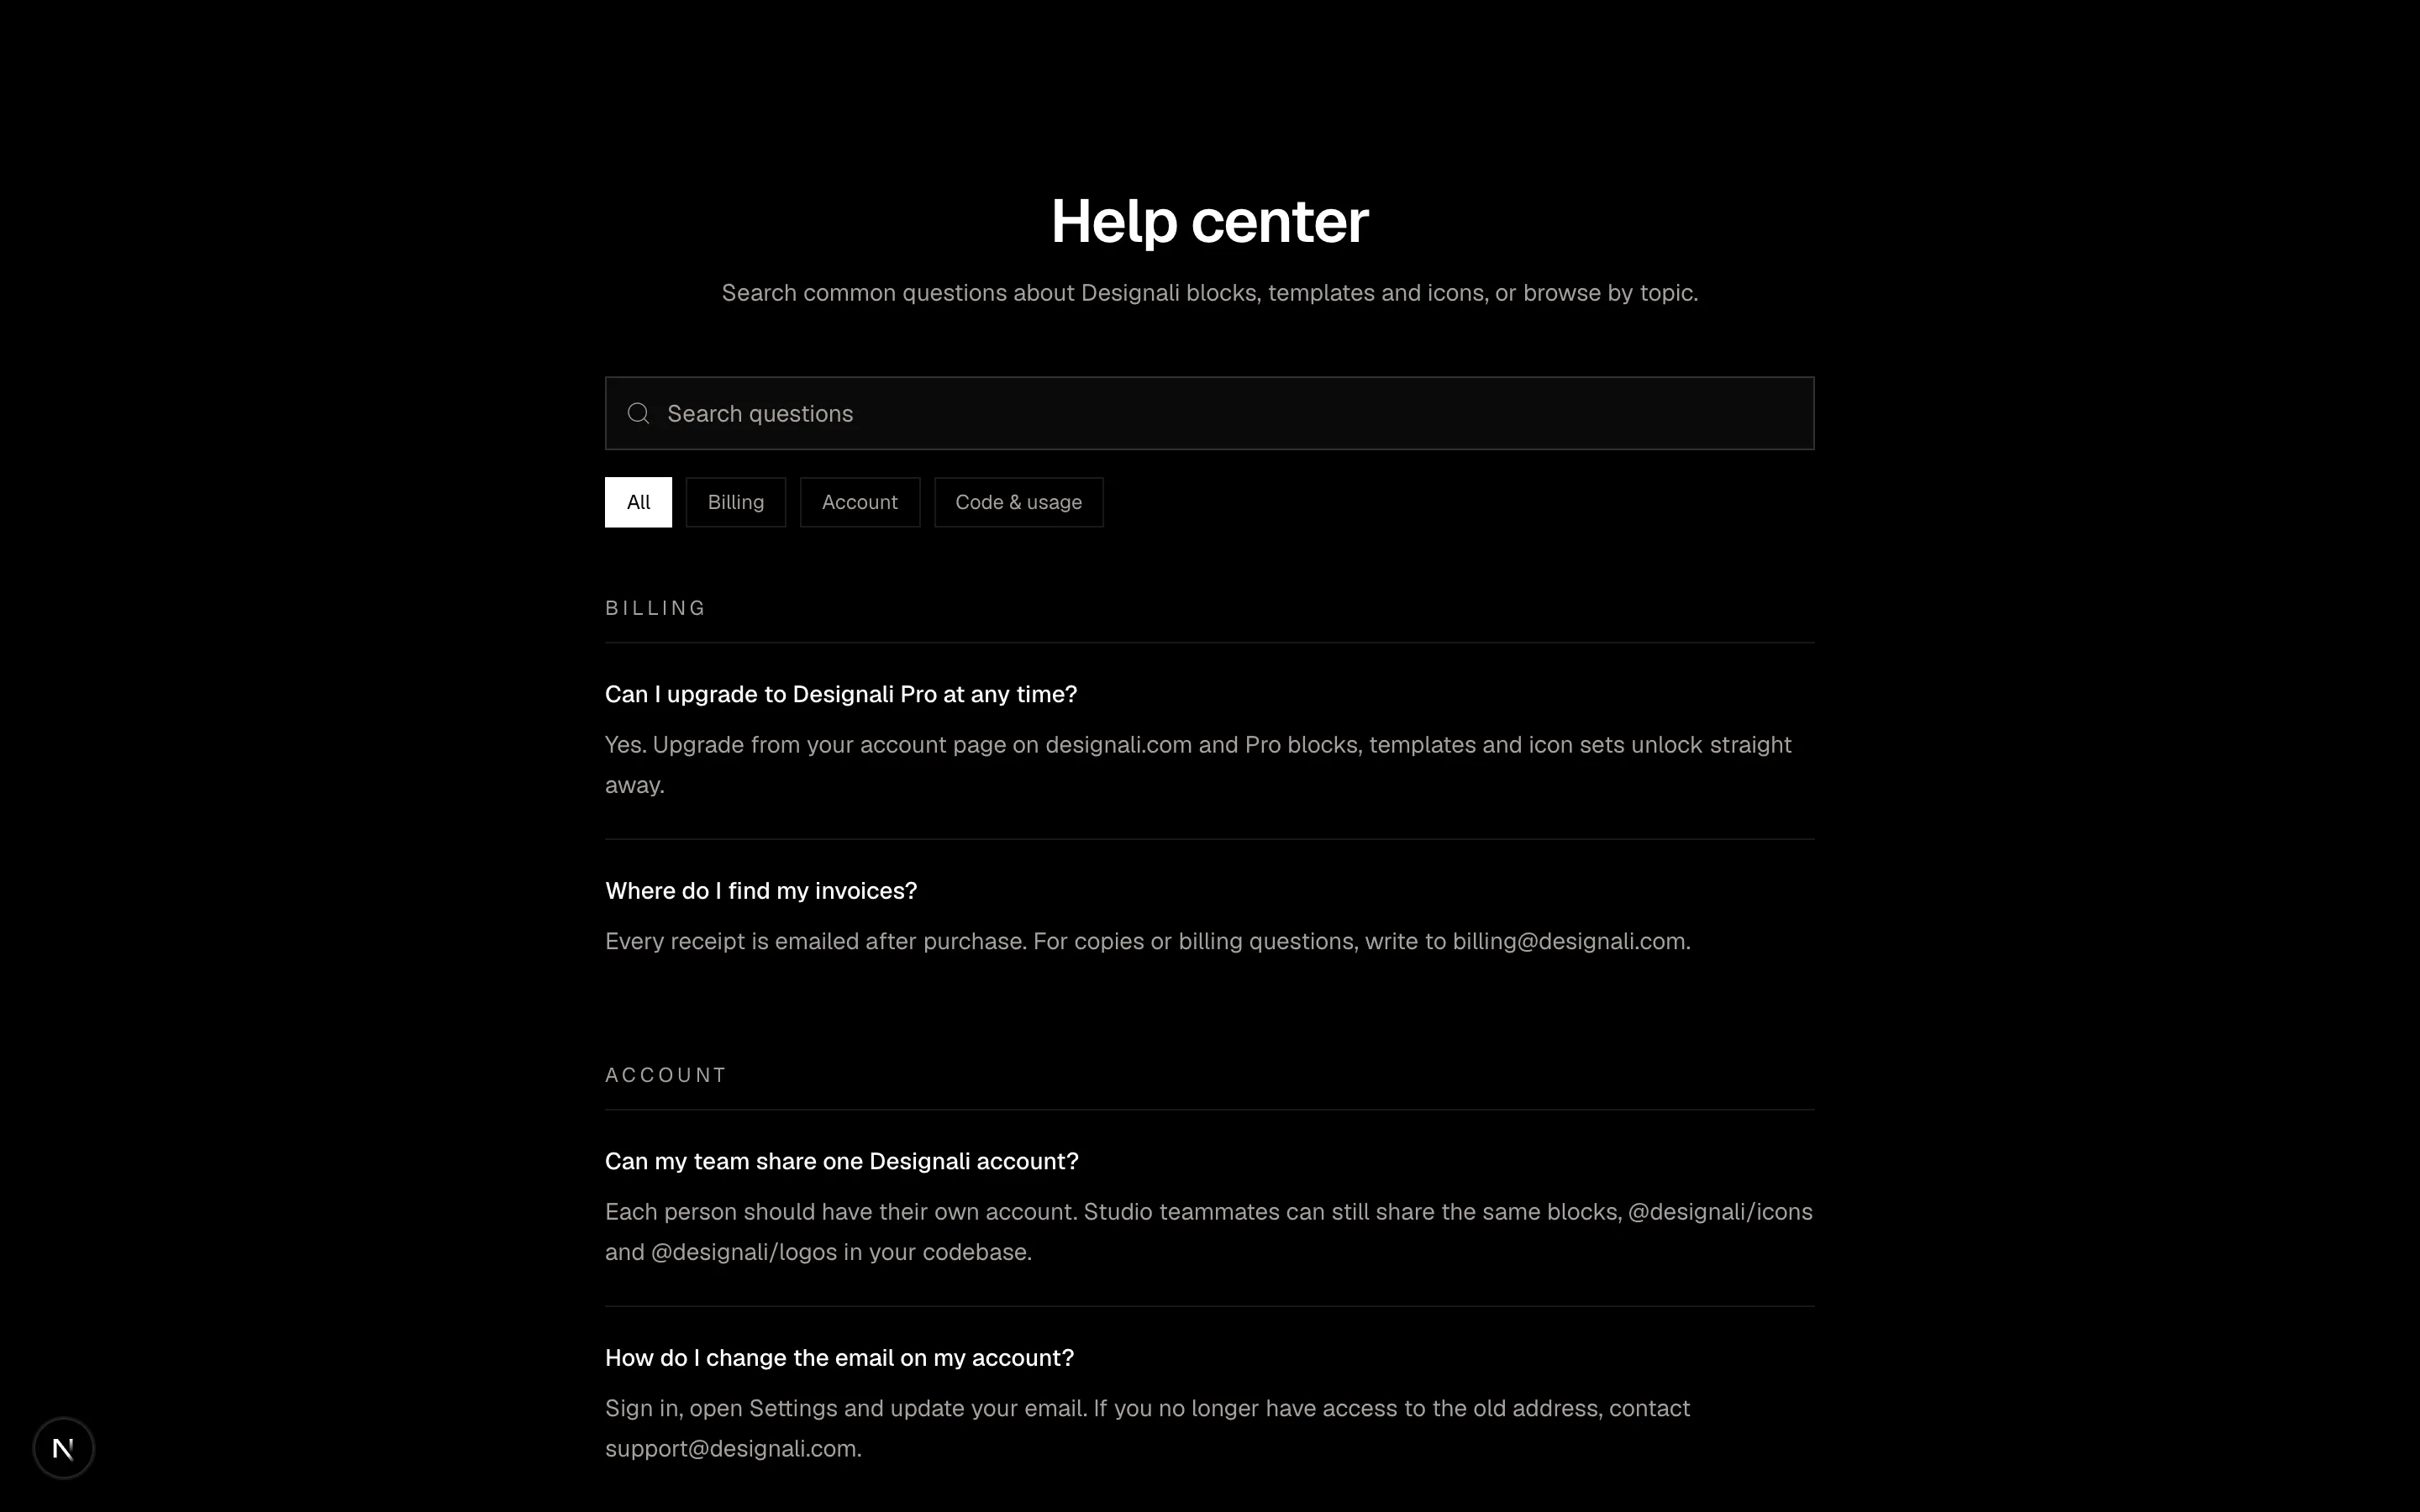 Help center
Search common questions about Designali blocks, templates and icons, or browse by topic.
Search questions
All
Billing
Account
Code & usage
BILLING
Can I upgrade to Designali Pro at any time?
Yes. Upgrade from your account page on designali.com and Pro blocks, templates and icon sets unlock straight
away.
Where do I find my invoices?
Every receipt is emailed after purchase. For copies or billing questions, write to billing@designali.com.
ACCOUNT
Can my team share one Designali account?
Each person should have their own account. Studio teammates can still share the same blocks, @designali/icons
and @designali/logos in your codebase.
How do I change the email on my account?
Sign in, open Settings and update your email. If you no longer have access to the old address, contact
support@designali.com.
N